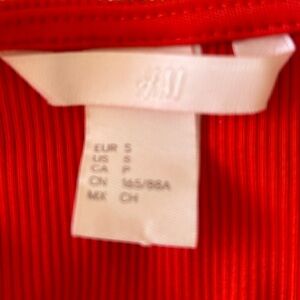 H&M
EUR S
US S
CA P
CN 165/88A
MX CH